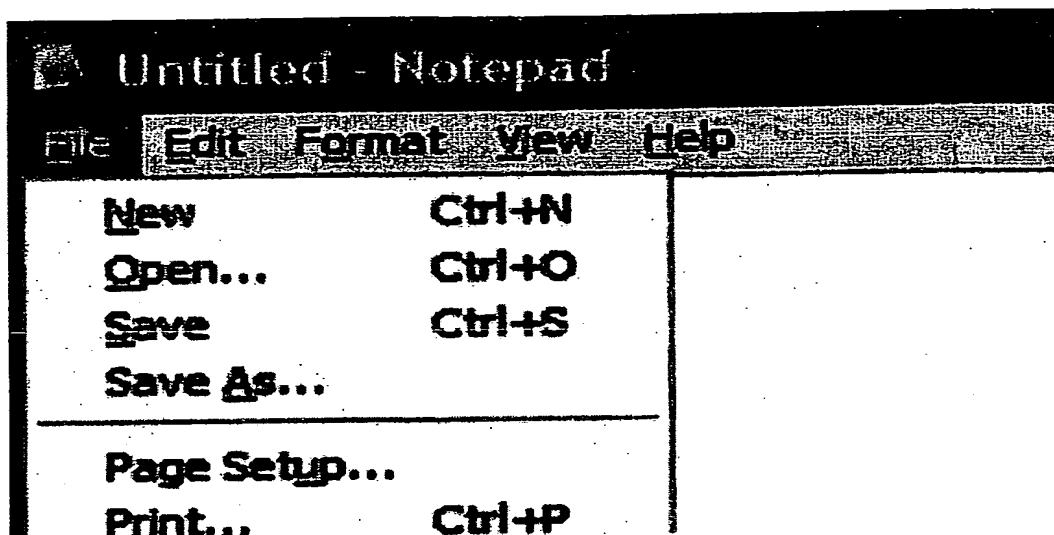 Untitled - Notepad
File Edit Format View Help
New Ctrl+N
Open... Ctrl+O
Save Ctrl+S
Save As...
Page Setup...
Print... Ctrl+P